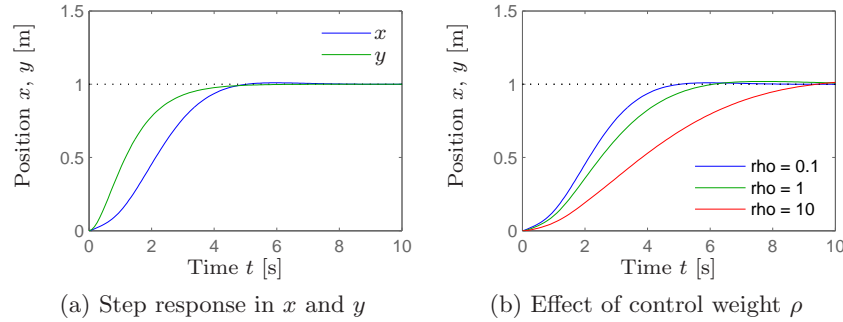 1.5
1
0.5
0
0 2 4 6 8 10
Position x, y [m]
Time t [s]
x
y
(a) Step response in x and y
1.5
1
0.5
0
0 2 4 6 8 10
Position x, y [m]
Time t [s]
rho = 0.1
rho = 1
rho = 10
(b) Effect of control weight ρ